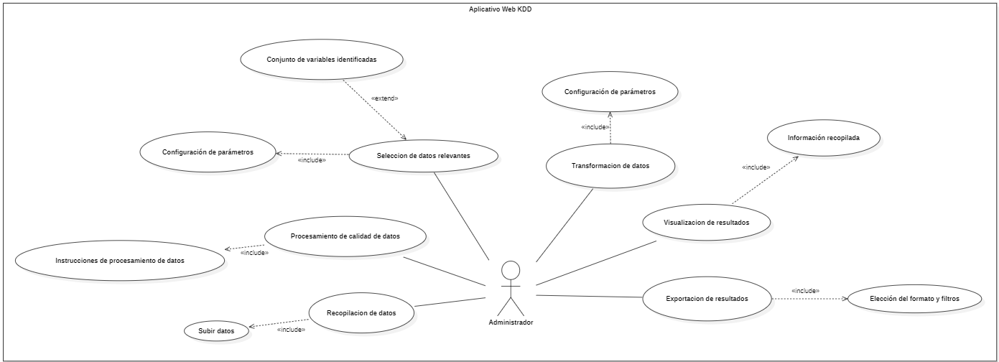 Aplicativo Web KDD
Conjunto de variables identificadas
«extend»
Configuración de parámetros
«include»
Seleccion de datos relevantes
Configuración de parámetros
«include»
Transformacion de datos
Información recopilada
«include»
Visualizacion de resultados
Procesamiento de calidad de datos
«include»
Instrucciones de procesamiento de datos
Recopilacion de datos
«include»
Subir datos
Administrador
Exportacion de resultados
«include»
Elección del formato y filtros